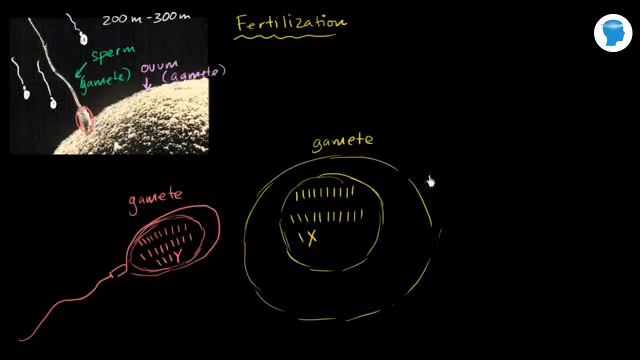 200 m - 300 m
Fertilization
sperm
(gamete)
ovum
(gamete)
gamete
gamete
X
Y